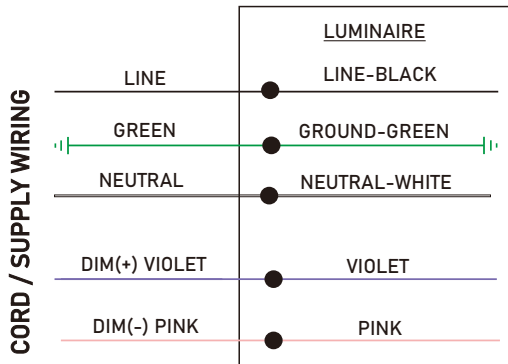 LUMINAIRE
LINE LINE-BLACK
GREEN GROUND-GREEN
NEUTRAL NEUTRAL-WHITE
DIM(+) VIOLET VIOLET
DIM(-) PINK PINK
CORD / SUPPLY WIRING